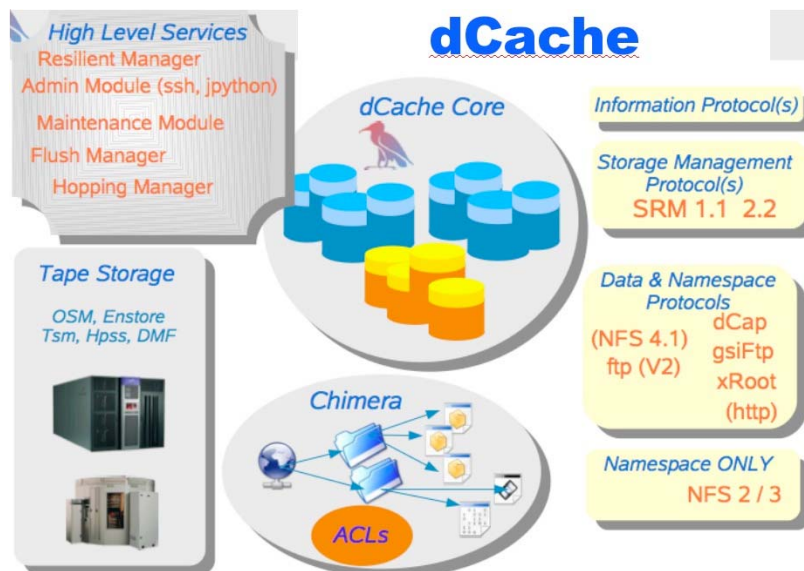 dCache
High Level Services
Resilient Manager
Admin Module (ssh, jpython)
Maintenance Module
Flush Manager
Hopping Manager
dCache Core
Information Protocol(s)
Storage Management
Protocol(s)
SRM 1.1 2.2
Tape Storage
OSM, Enstore
Tsm, Hpss, DMF
Data & Namespace
Protocols
(NFS 4.1)
ftp (V2)
dCap
gsiFtp
xRoot
(http)
Chimera
ACLs
Namespace ONLY
NFS 2 / 3